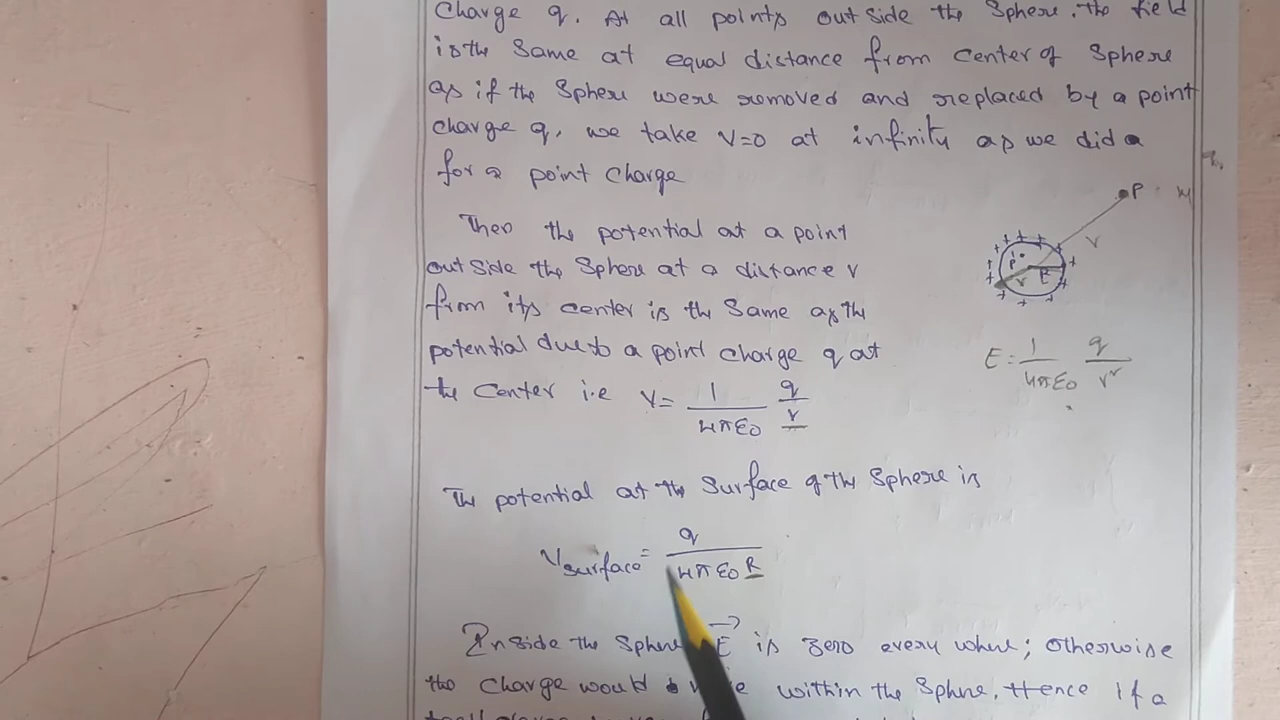 Charge q. At all points out side the Sphere, the field
is the Same at equal distance from Center of Sphere
as if the Sphere were removed and replaced by a point
charge q. we take V=0 at infinity as we did a
for a point charge
P
Then the potential at a point
out side the Sphere at a distance r
from its center is the Same as the
potential due to a point charge q at
the Center i.e V= 1/4πε0 q/r
r
P
r R
E = 1/4πε0 q/r²
The potential at the Surface of the Sphere is
Vsurface = q/4πε0R
Inside the Sphere E⃗ is zero every where; otherwise
the charge would within the Sphere. Hence if a